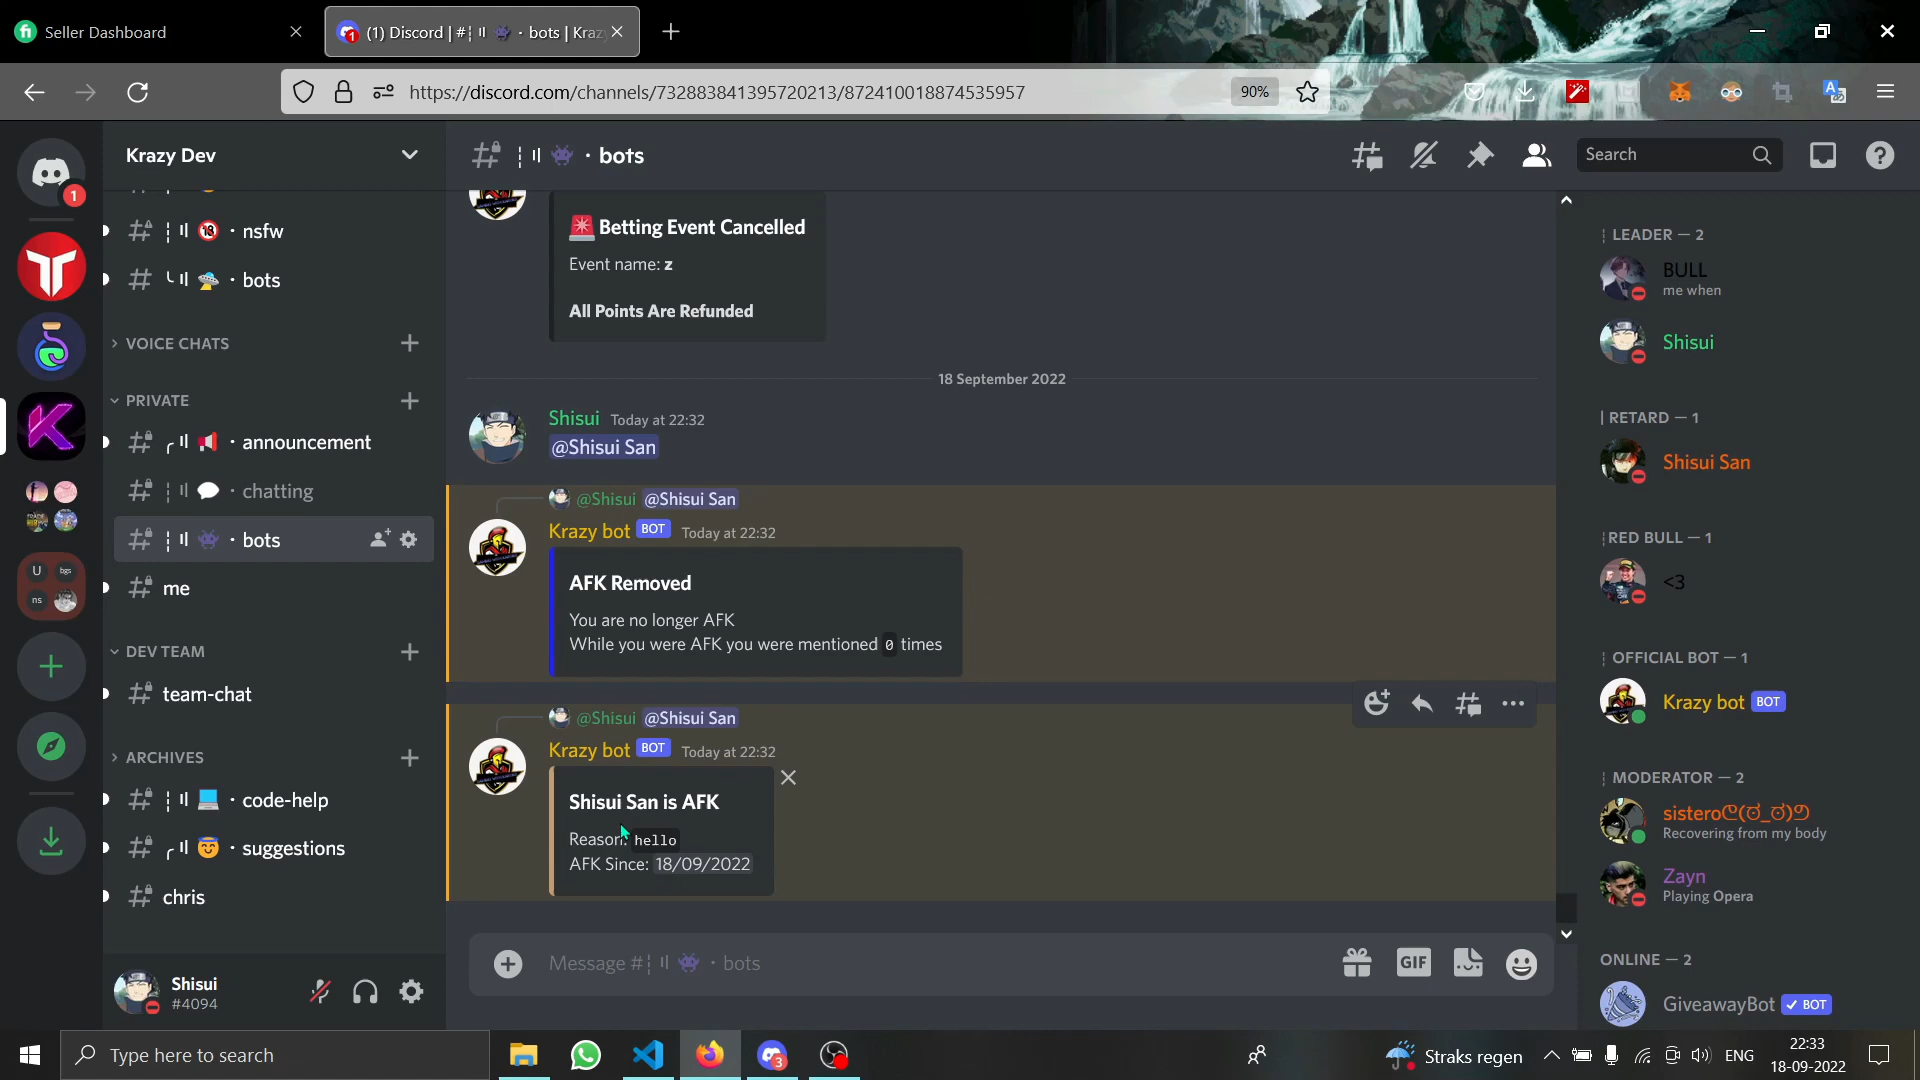 Seller Dashboard
(1) Discord | #┆〢👾・bots | Kraz
https://discord.com/channels/732883841395720213/872410018874535957
90%
Krazy Dev
┆〢👾・bots
Search
1
┆〢🔞・nsfw
╰〢🛸・bots
VOICE CHATS
PRIVATE
╭〢📢・announcement
┆〢💬・chatting
┆〢👾・bots
me
DEV TEAM
team-chat
ARCHIVES
┆〢💻・code-help
╭〢😇・suggestions
chris
U
bgs
ns
Shisui
#4094
🚨 Betting Event Cancelled
Event name: z
All Points Are Refunded
18 September 2022
Shisui Today at 22:32
@Shisui San
@Shisui @Shisui San
Krazy bot BOT Today at 22:32
AFK Removed
You are no longer AFK
While you were AFK you were mentioned 0 times
@Shisui @Shisui San
Krazy bot BOT Today at 22:32
Shisui San is AFK
Reason: hello
AFK Since: 18/09/2022
Message #┆〢👾・bots
GIF
┆LEADER — 2
BULL
me when
Shisui
| RETARD — 1
Shisui San
┆RED BULL — 1
<3
┆OFFICIAL BOT — 1
Krazy bot BOT
┆MODERATOR — 2
Recovering from my body
Zayn
Playing Opera
ONLINE — 2
GiveawayBot ✓ BOT
Type here to search
3
Straks regen
ENG
22:33
18-09-2022